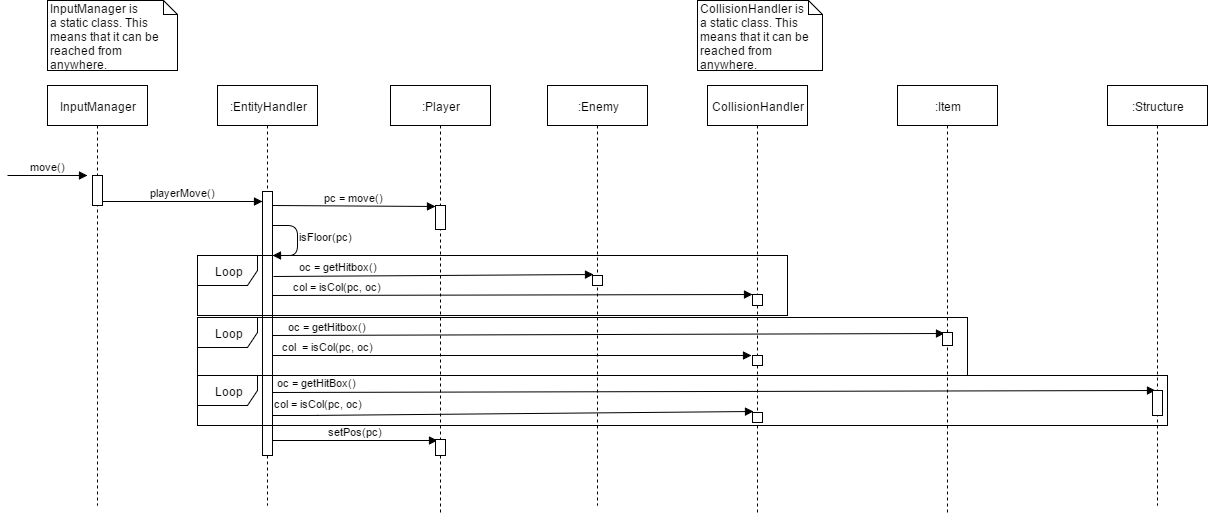 InputManager is
a static class. This
means that it can be
reached from
anywhere.
CollisionHandler is
a static class. This
means that it can be
reached from
anywhere.
InputManager
:EntityHandler
:Player
:Enemy
CollisionHandler
:Item
:Structure
move()
playerMove()
pc = move()
isFloor(pc)
Loop
oc = getHitbox()
col = isCol(pc, oc)
Loop
oc = getHitbox()
col = isCol(pc, oc)
Loop
oc = getHitBox()
col = isCol(pc, oc)
setPos(pc)